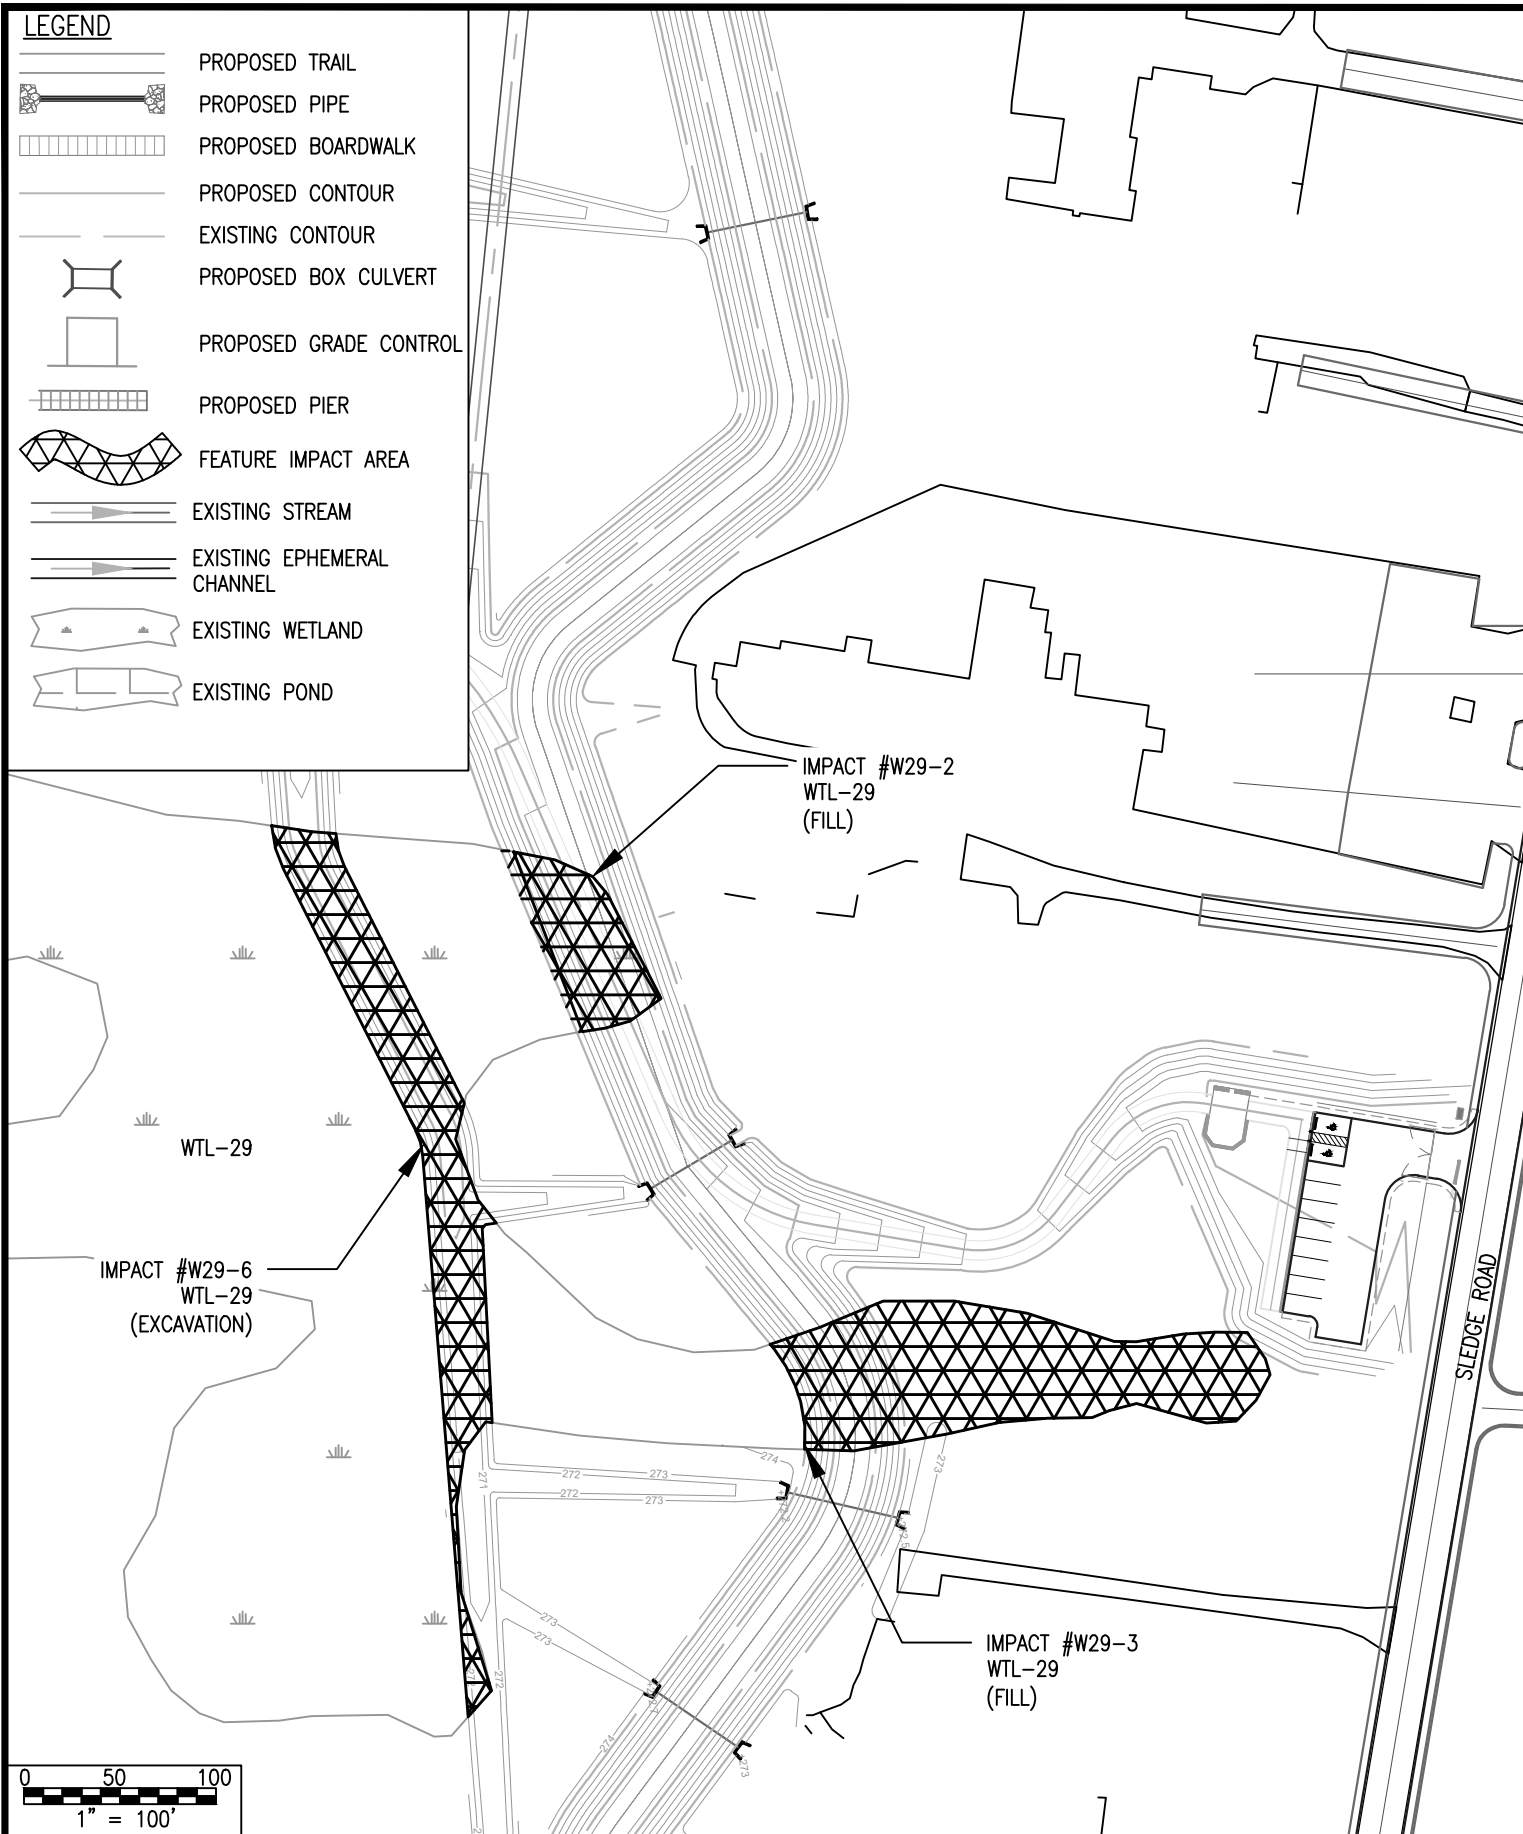 LEGEND
PROPOSED TRAIL
PROPOSED PIPE
PROPOSED BOARDWALK
PROPOSED CONTOUR
EXISTING CONTOUR
PROPOSED BOX CULVERT
PROPOSED GRADE CONTROL
PROPOSED PIER
FEATURE IMPACT AREA
EXISTING STREAM
EXISTING EPHEMERAL
CHANNEL
EXISTING WETLAND
EXISTING POND
IMPACT #W29-2
WTL-29
(FILL)
WTL-29
IMPACT #W29-6
WTL-29
(EXCAVATION)
SLEDGE ROAD
274
272
273
271
272
273
273
273
273
IMPACT #W29-3
WTL-29
(FILL)
272
274
273
0 50 100
1" = 100'